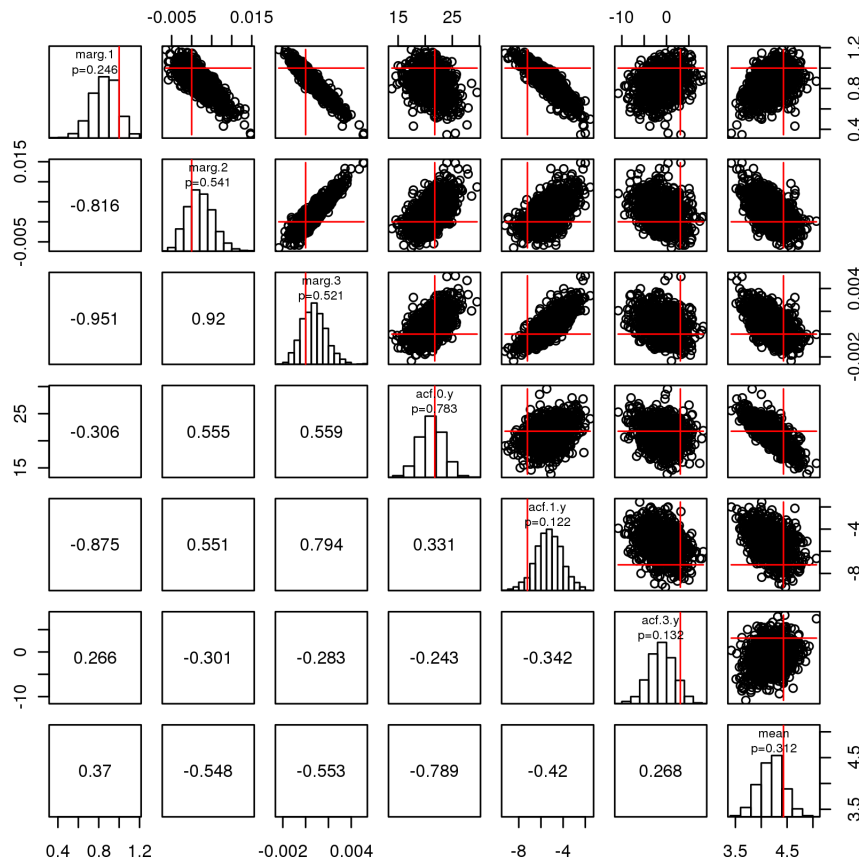 -0.005 0.015 15 25 -10 0
marg.1
p=0.246
0.4 0.8 1.2
-0.005 0.015
-0.816
marg.2
p=0.541
-0.951 0.92
marg.3
p=0.521
-0.002 0.004
15 25
-0.306 0.555 0.559
acf.0.y
p=0.783
-0.875 0.551 0.794 0.331
acf.1.y
p=0.122
-8 -4
-10 0
0.266 -0.301 -0.283 -0.243 -0.342
acf.3.y
p=0.132
0.37 -0.548 -0.553 -0.789 -0.42 0.268
mean
p=0.312
3.5 4.5
0.4 0.8 1.2 -0.002 0.004 -8 -4 3.5 4.5